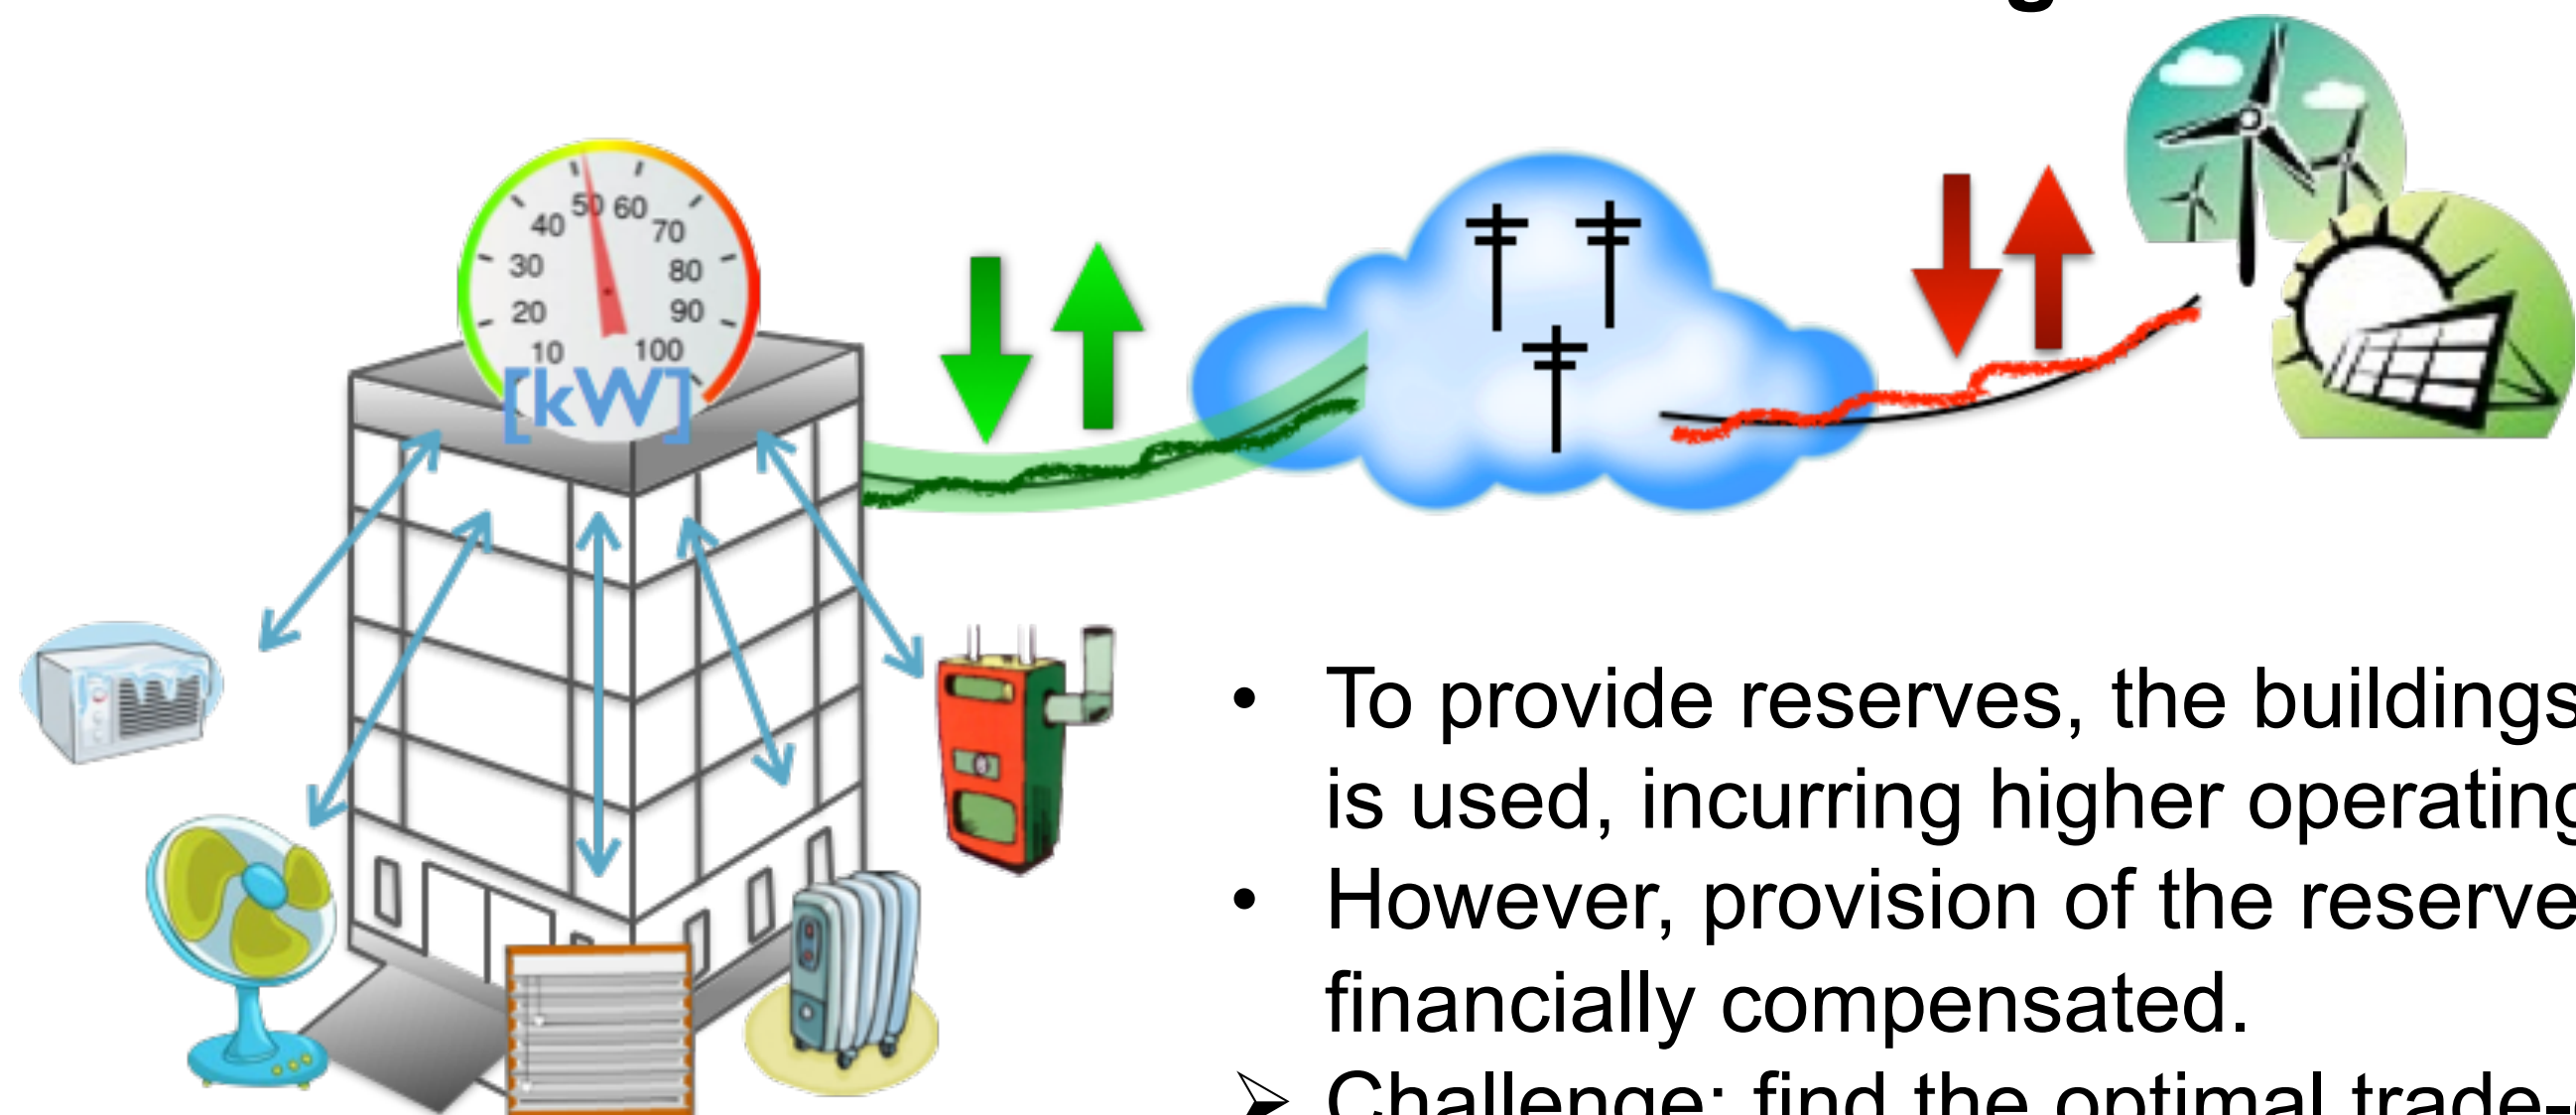 50
60
40
70
30
80
20
90
10
100
[kW]
• To provide reserves, the buildings
is used, incurring higher operating
• However, provision of the reserve
financially compensated.
➢ Challenge: find the optimal trade-